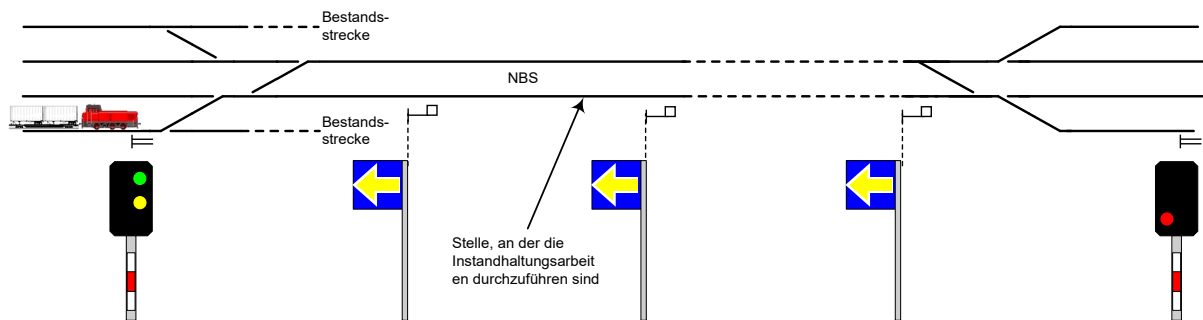 Bestands-
strecke
NBS
Bestands-
strecke
Stelle, an der die
Instandhaltungsarbeit
en durchzuführen sind